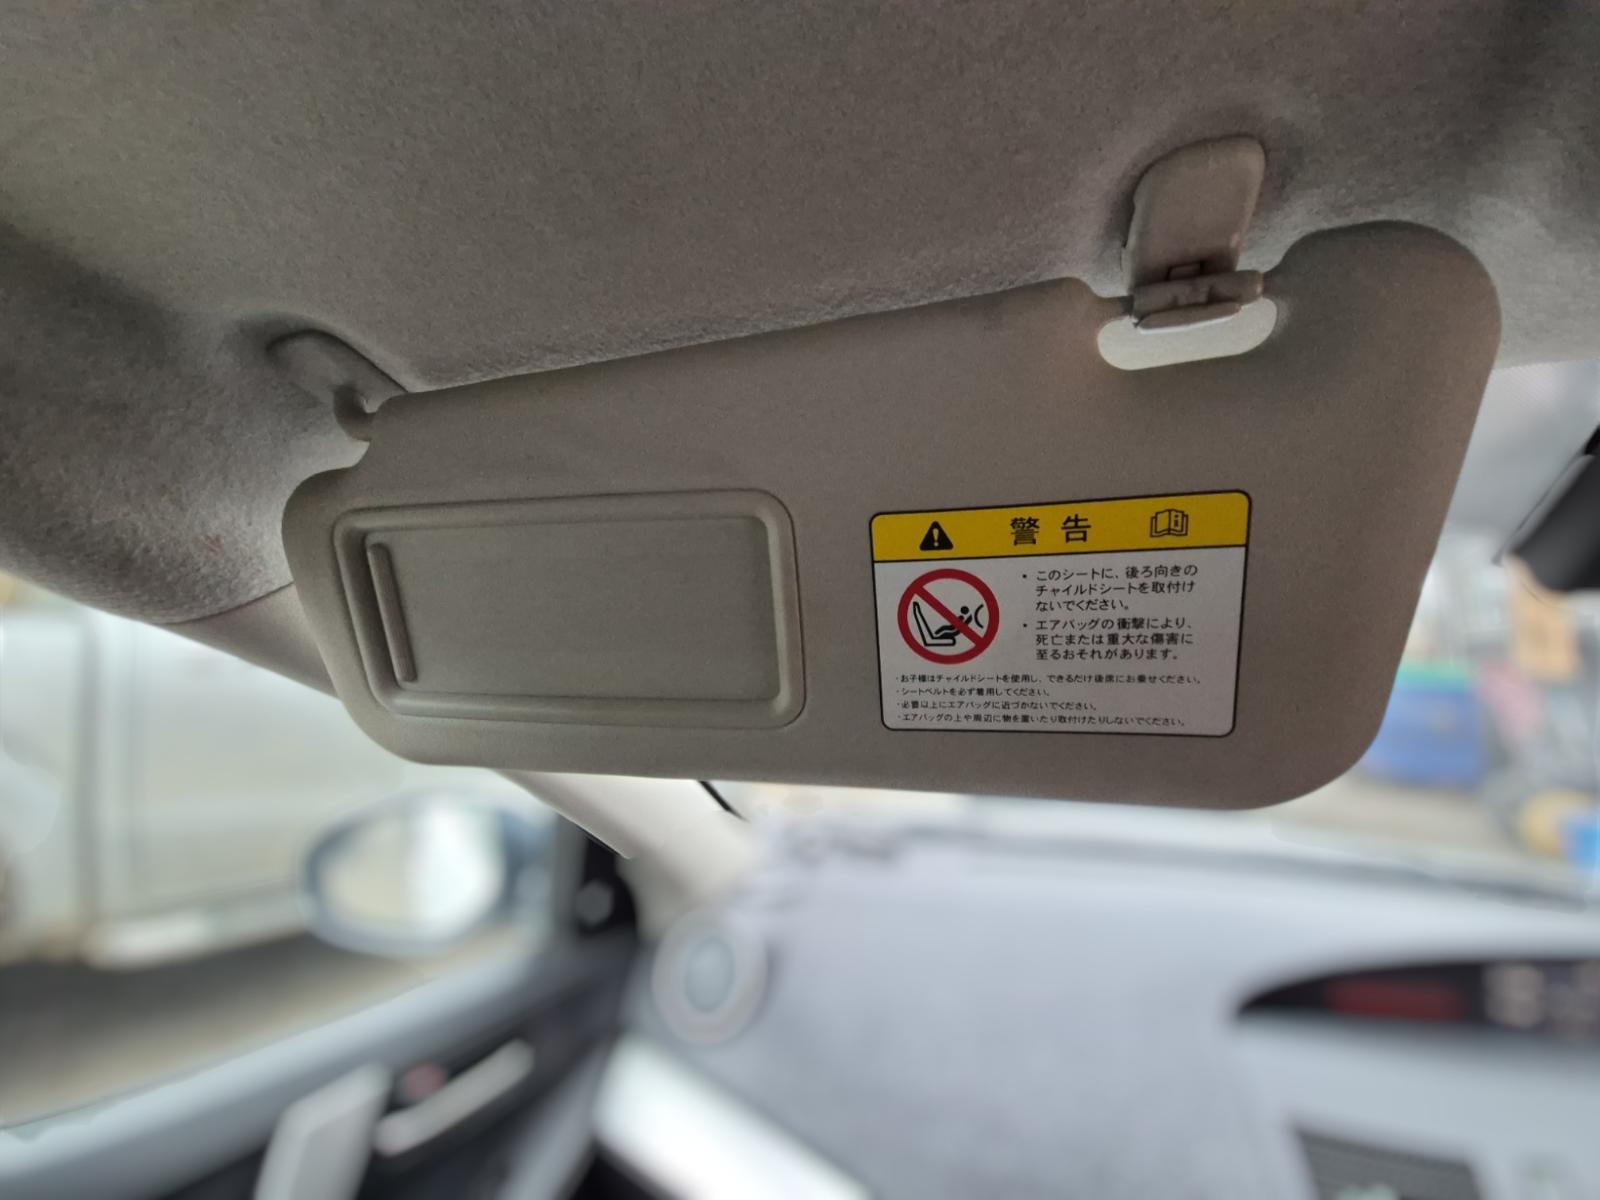 警告
・このシートに、後ろ向きの
チャイルドシートを取付け
ないでください。
・エアバッグの衝撃により、
死亡または重大な傷害に
至るおそれがあります。
・お子様はチャイルドシートを使用し、できるだけ後席にお乗せください。
・シートベルトを必ず着用してください。
・必要以上にエアバッグに近づかないでください。
・エアバッグの上や周辺に物を置いたり取付けたりしないでください。